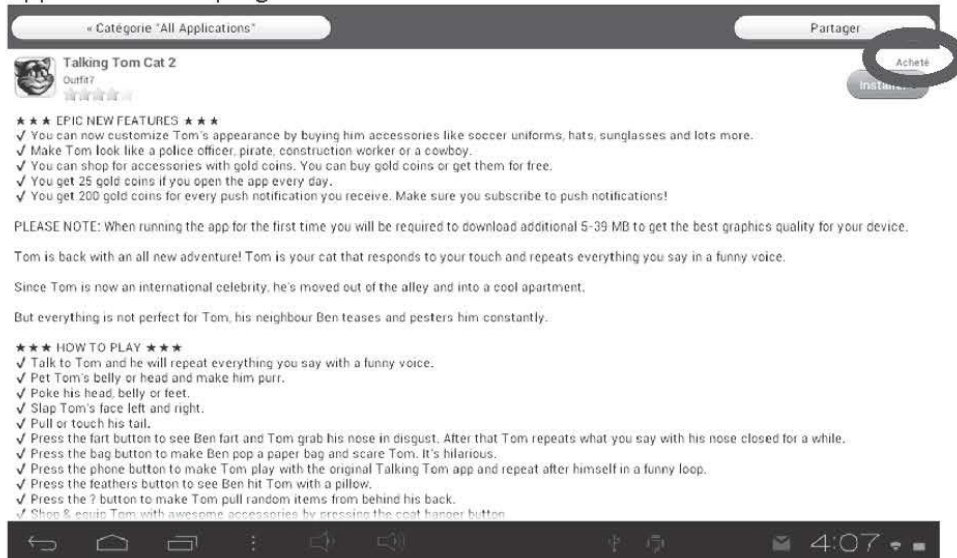 « Catégorie "All Applications"
Partager
Talking Tom Cat 2
Acheté
Outfit7
★ ★ ★ EPIC NEW FEATURES ★ ★ ★
√ You can now customize Tom's appearance by buying him accessories like soccer uniforms, hats, sunglasses and lots more.
√ Make Tom look like a police officer, pirate, construction worker or a cowboy.
√ You can shop for accessories with gold coins. You can buy gold coins or get them for free.
√ You get 25 gold coins if you open the app every day.
√ You get 200 gold coins for every push notification you receive. Make sure you subscribe to push notifications!
PLEASE NOTE: When running the app for the first time you will be required to download additional 5-39 MB to get the best graphics quality for your device.
Tom is back with an all new adventure! Tom is your cat that responds to your touch and repeats everything you say in a funny voice.
Since Tom is now an international celebrity, he's moved out of the alley and into a cool apartment.
But everything is not perfect for Tom, his neighbour Ben teases and pesters him constantly.
★★★ HOW TO PLAY ★★★
√ Talk to Tom and he will repeat everything you say with a funny voice.
√ Pet Tom's belly or head and make him purr.
√ Poke his head, belly or feet.
√ Slap Tom's face left and right.
√ Pull or touch his tail.
√ Press the fart button to see Ben fart and Tom grab his nose in disgust. After that Tom repeats what you say with his nose closed for a while.
√ Press the bag button to make Ben pop a paper bag and scare Tom. It's hilarious.
√ Press the phone button to make Tom play with the original Talking Tom app and repeat after himself in a funny loop.
√ Press the feathers button to see Ben hit Tom with a pillow.
√ Press the ? button to make Tom pull random items from behind his back.
√ Shop & equip Tom with awesome accessories by pressing the coat hanger button
4:07